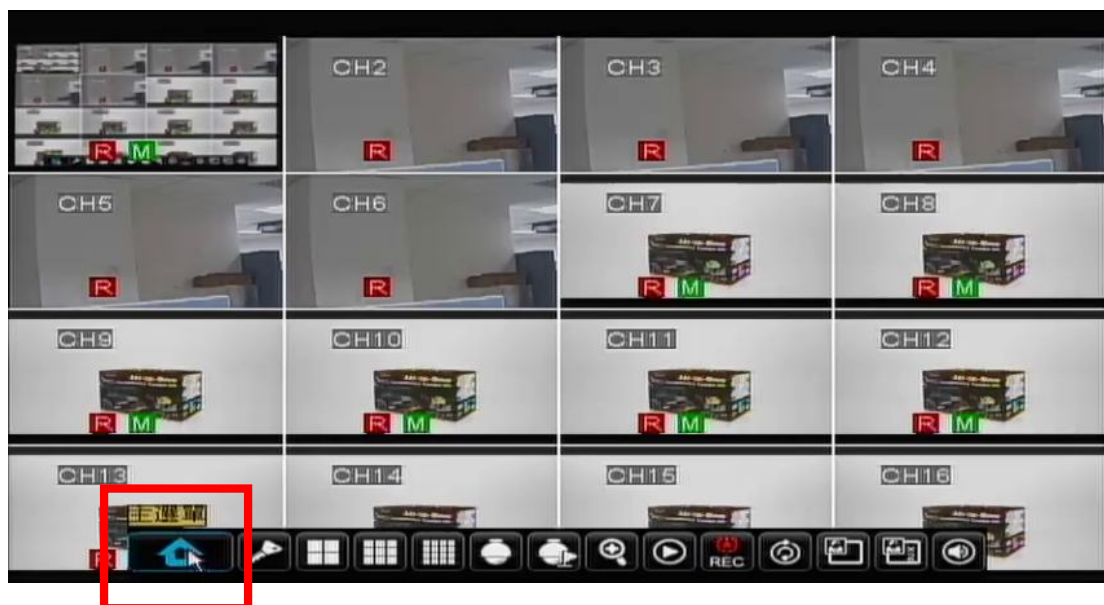 R M
CH2 R
CH3 R
CH4 R
CH5 R
CH6 R
CH7 R M
CH8 R M
CH9 R M
CH10 R M
CH11 R M
CH12 R M
CH13 R
CH14
CH15
CH16
REC